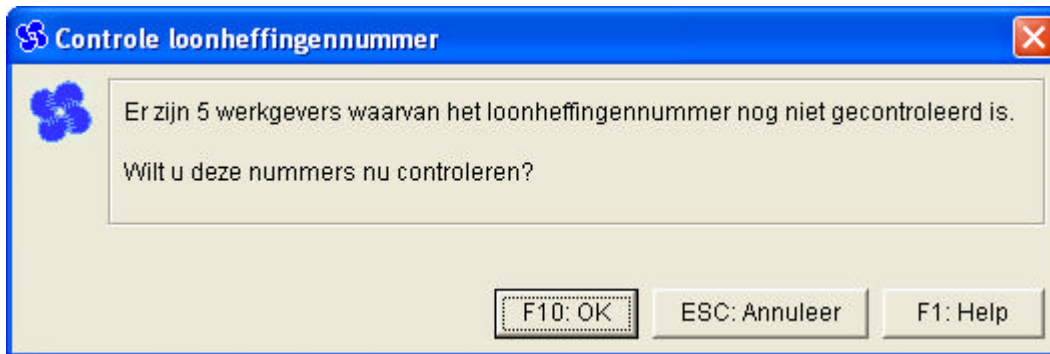 Controle loonheffingennummer
Er zijn 5 werkgevers waarvan het loonheffingennummer nog niet gecontroleerd is.
Wilt u deze nummers nu controleren?
F10: OK
ESC: Annuleer
F1: Help